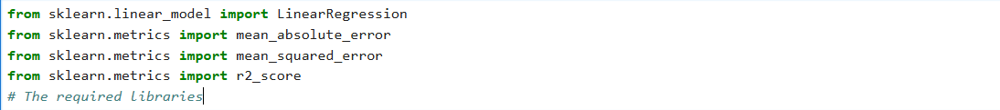 from sklearn.linear_model import LinearRegression
from sklearn.metrics import mean_absolute_error
from sklearn.metrics import mean_squared_error
from sklearn.metrics import r2_score
# The required libraries